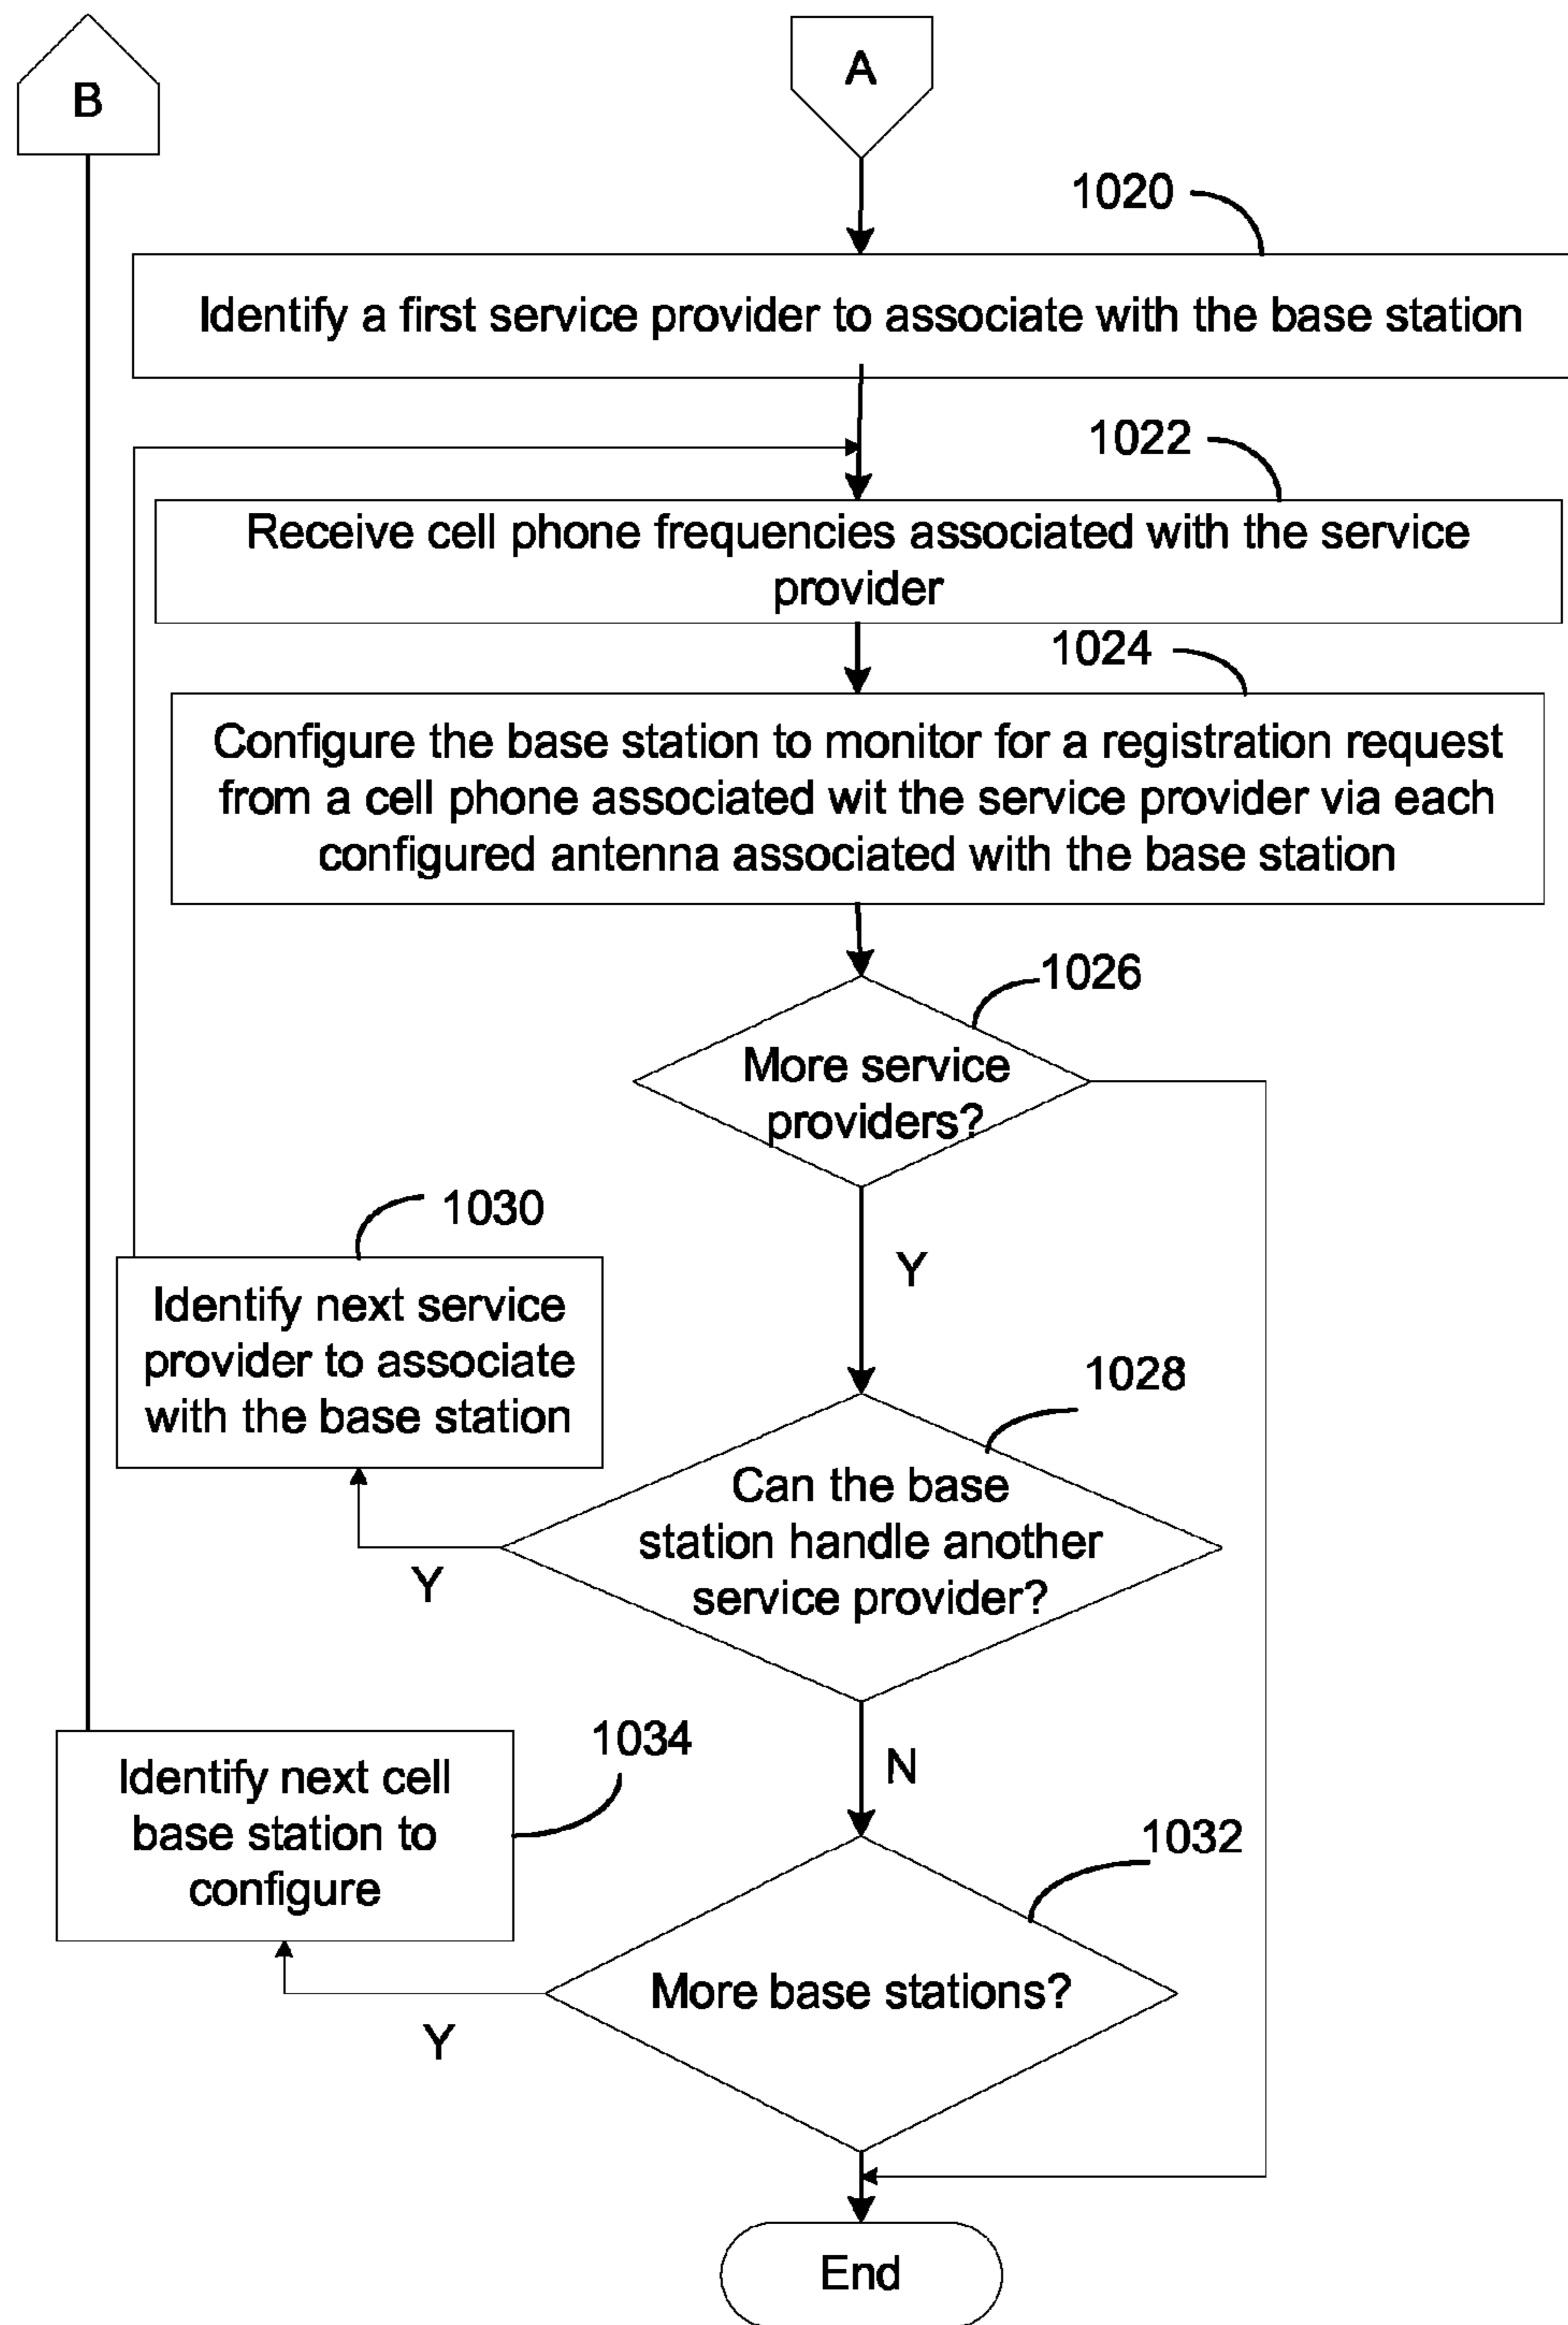 B
A
1020
Identify a first service provider to associate with the base station
1022
Receive cell phone frequencies associated with the service
provider
1024
Configure the base station to monitor for a registration request
from a cell phone associated wit the service provider via each
configured antenna associated with the base station
1026
More service
providers?
1030
Y
Identify next service
provider to associate
with the base station
1028
Can the base
station handle another
service provider?
Y
1034
N
Identify next cell
base station to
configure
1032
More base stations?
Y
End